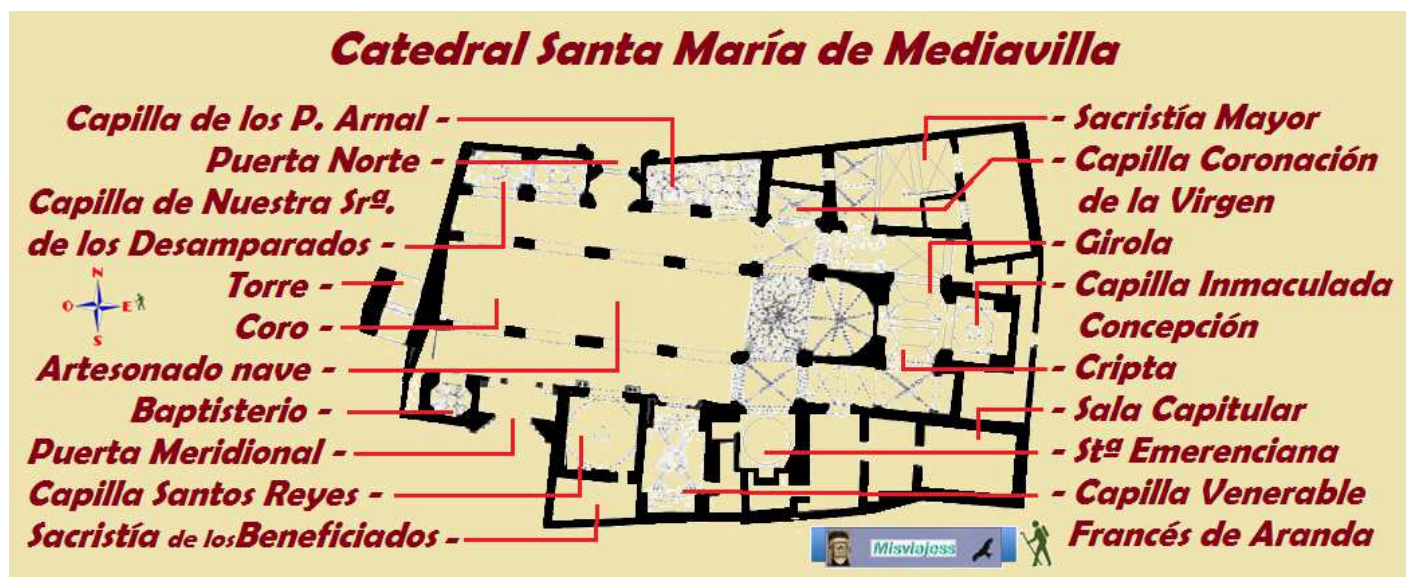 Catedral Santa María de Mediavilla
Capilla de los P. Arnal -
Puerta Norte -
Capilla de Nuestra Srª.
de los Desamparados -
Torre -
Coro -
Artesonado nave -
Baptisterio -
Puerta Meridional -
Capilla Santos Reyes -
Sacristía de los Beneficiados -
N
O
E
S
- Sacristía Mayor
- Capilla Coronación
de la Virgen
- Girola
- Capilla Inmaculada
Concepción
- Cripta
- Sala Capitular
- Stª Emerenciana
- Capilla Venerable
Francés de Aranda
Misviajess